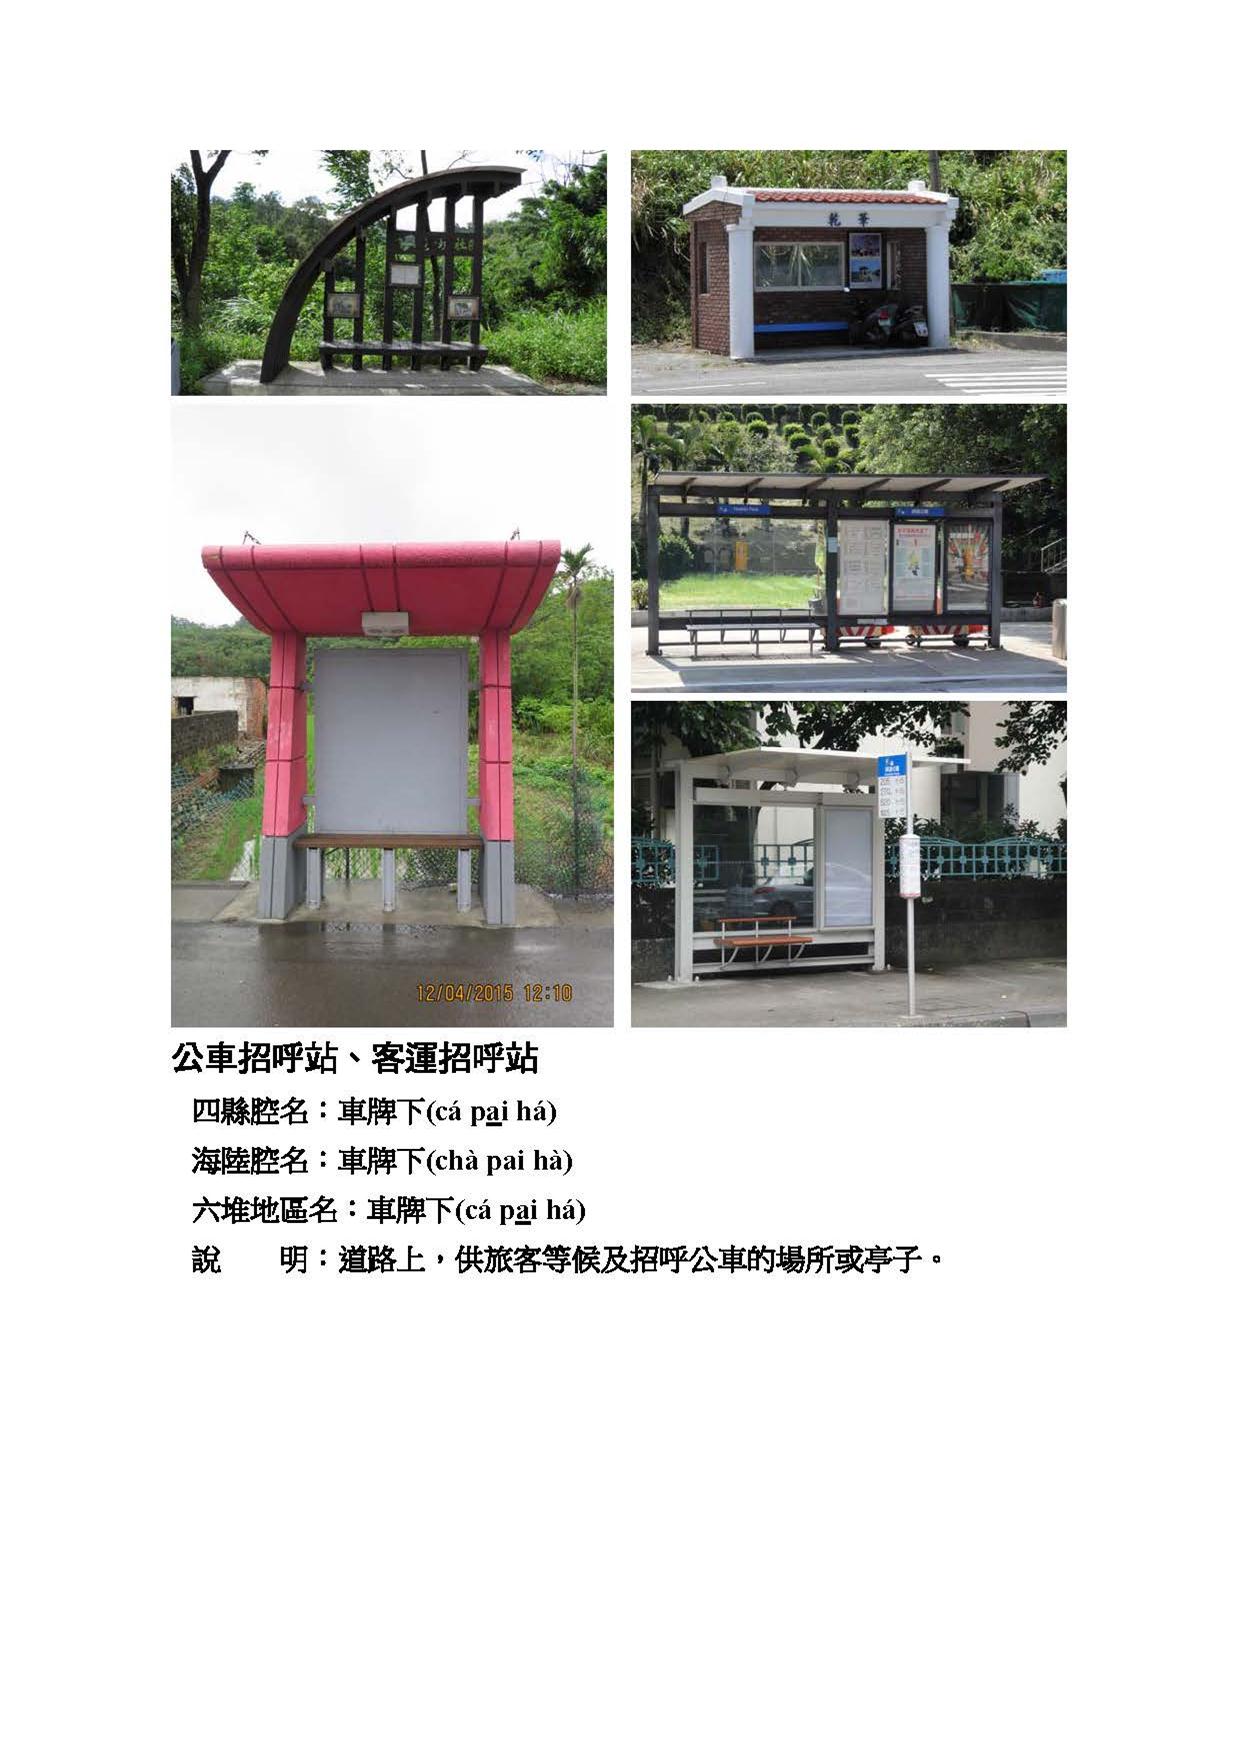 乾華
12/04/2015 12:10
公車招呼站、客運招呼站
四縣腔名：車牌下(cá pai há)
海陸腔名：車牌下(chà pai hà)
六堆地區名：車牌下(cá pai há)
說　　明：道路上，供旅客等候及招呼公車的場所或亭子。